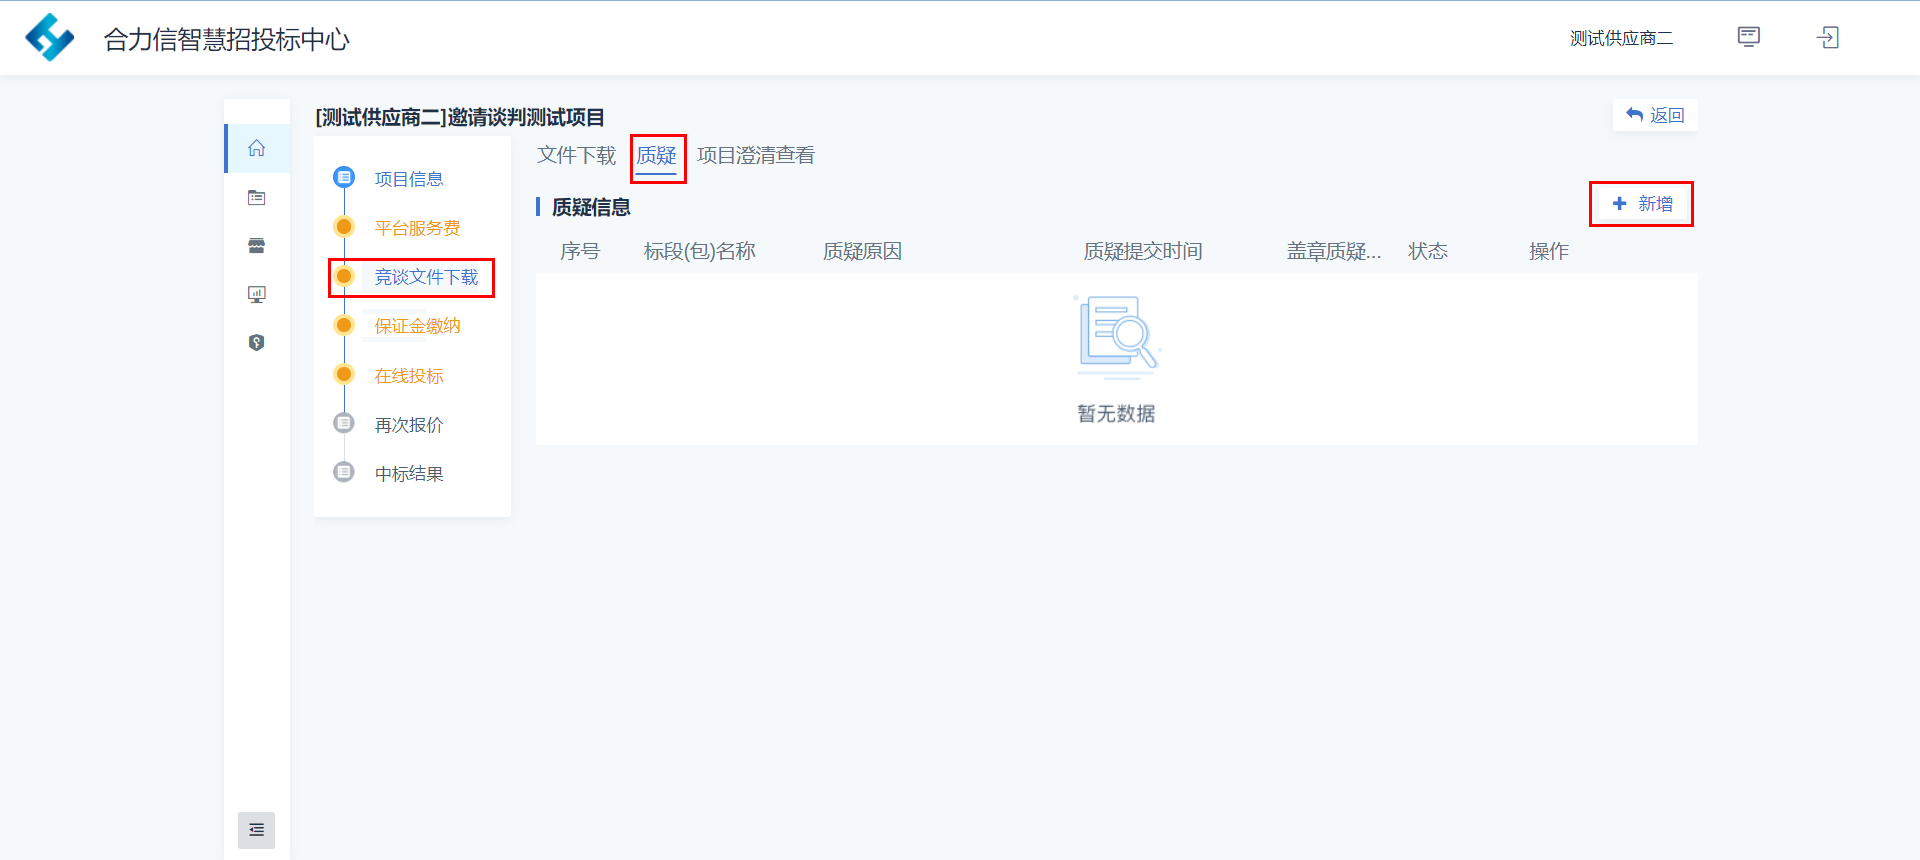 合力信智慧招投标中心
测试供应商二
[测试供应商二]邀请谈判测试项目
返回
项目信息
平台服务费
竞谈文件下载
保证金缴纳
在线投标
再次报价
中标结果
文件下载 质疑 项目澄清查看
质疑信息
新增
序号 标段(包)名称 质疑原因 质疑提交时间 盖章质疑... 状态 操作
暂无数据